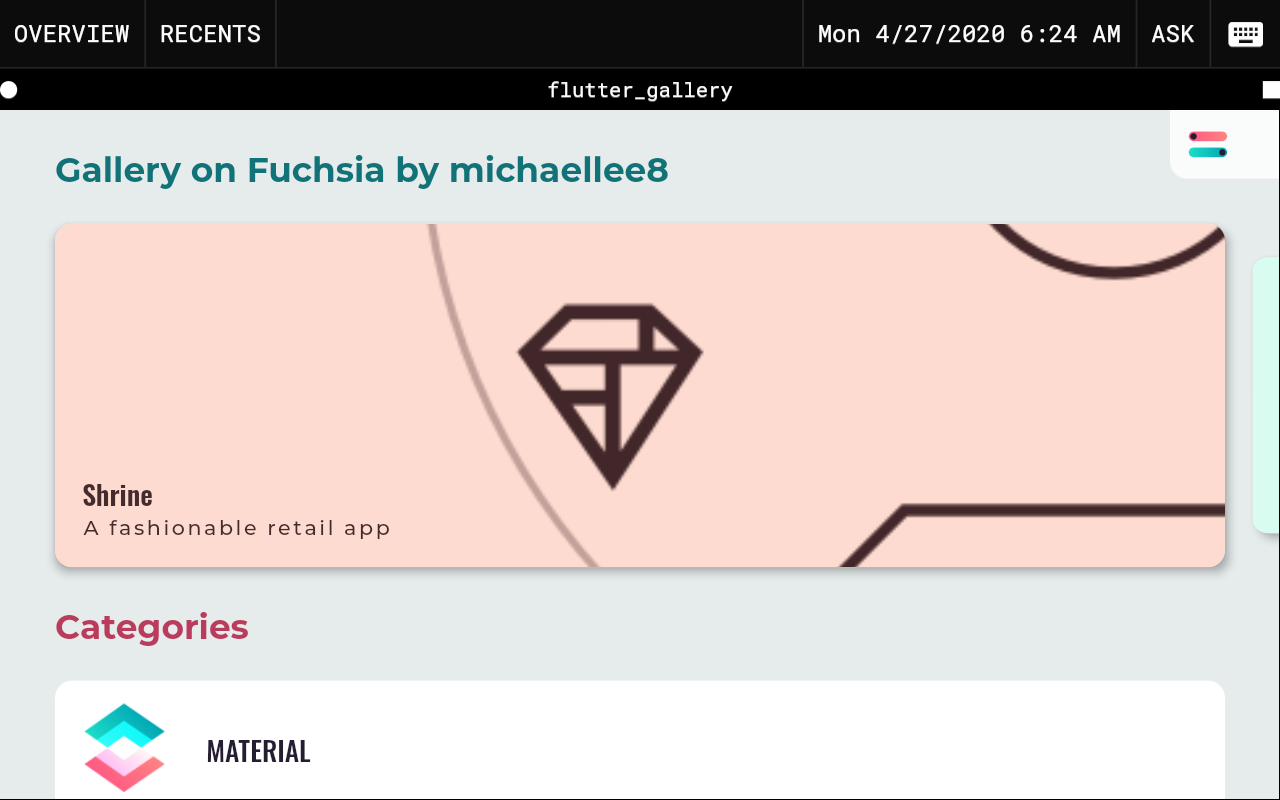 OVERVIEW RECENTS Mon 4/27/2020 6:24 AM ASK
flutter_gallery
Gallery on Fuchsia by michaellee8
Shrine
A fashionable retail app
Categories
MATERIAL